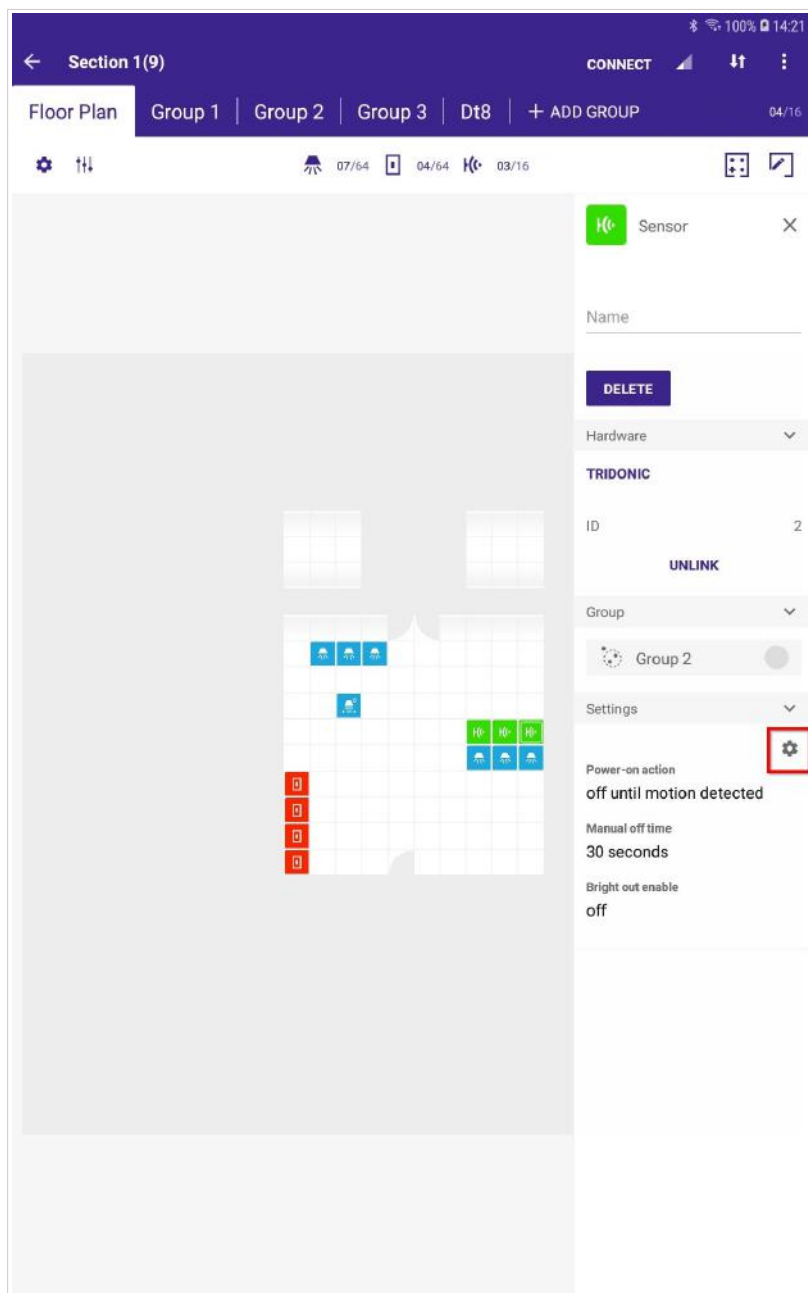 100% 14:21
Section 1(9) CONNECT
Floor Plan Group 1 Group 2 Group 3 Dt8 + ADD GROUP 04/16
07/64 04/64 03/16
Sensor
Name
DELETE
Hardware
TRIDONIC
ID 2
UNLINK
Group
Group 2
Settings
Power-on action
off until motion detected
Manual off time
30 seconds
Bright out enable
off